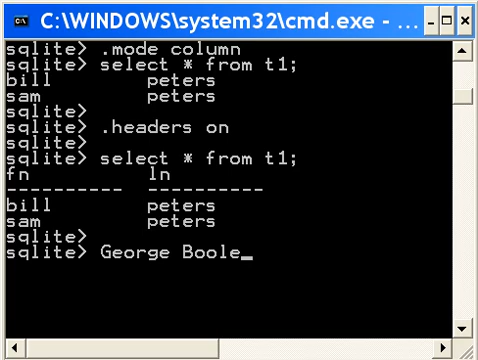 C:\WINDOWS\system32\cmd.exe - ...
sqlite> .mode column
sqlite> select * from t1;
bill          peters
sam           peters
sqlite>
sqlite> .headers on
sqlite>
sqlite> select * from t1;
fn            ln
----------  ----------
bill          peters
sam           peters
sqlite>
sqlite> George Boole_